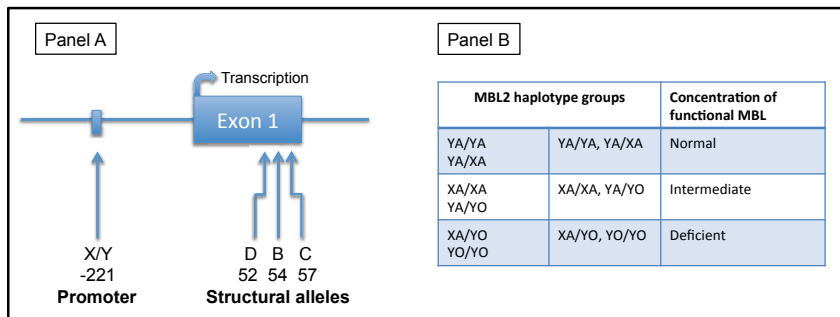 Panel A
Transcription
Exon 1
X/Y
-221
Promoter
D B C
52 54 57
Structural alleles
Panel B
MBL2 haplotype groups
Concentration of
functional MBL
YA/YA
YA/XA
YA/YA, YA/XA
Normal
XA/XA
YA/YO
XA/XA, YA/YO
Intermediate
XA/YO
YO/YO
XA/YO, YO/YO
Deficient